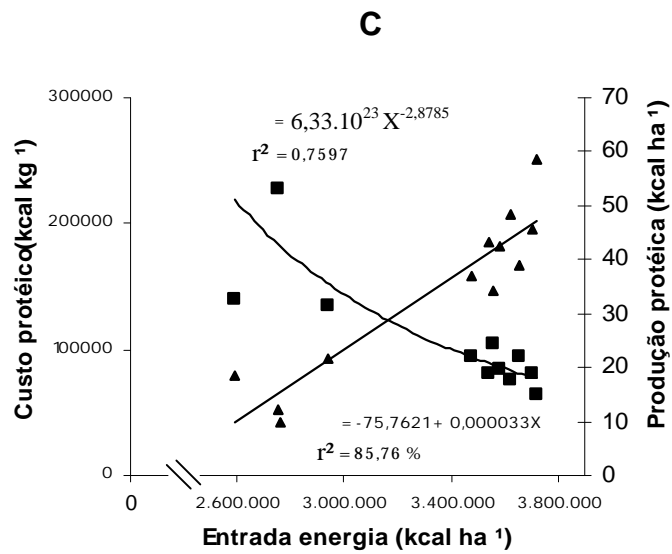 C
300000
200000
100000
0
Custo protéico(kcal kg ¹)
= 6,33.10²³ X⁻²,⁸⁷⁸⁵
r² = 0,7597
= -75,7621+ 0,000033X
r² = 85,76 %
70
60
50
40
30
20
10
0
Produção protéica (kcal ha ¹)
0 2.600.000 3.000.000 3.400.000 3.800.000
Entrada energia (kcal ha ¹)